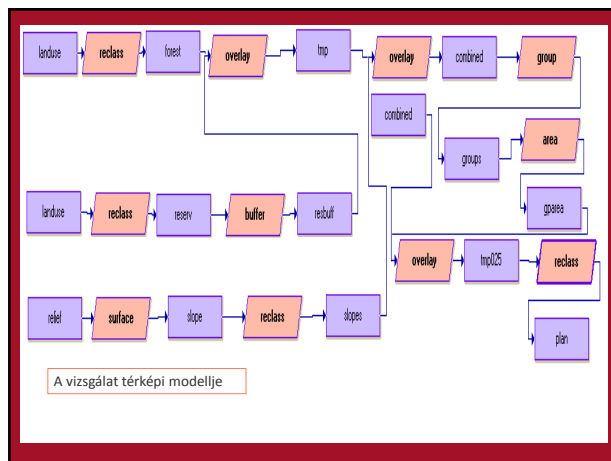 landuse reclass forest overlay tmp overlay combined group
combined
groups area
gparea
landuse reclass reserv buffer resbuff
overlay tmp025 reclass
relief surface slope reclass slopes
plan
A vizsgálat térképi modellje